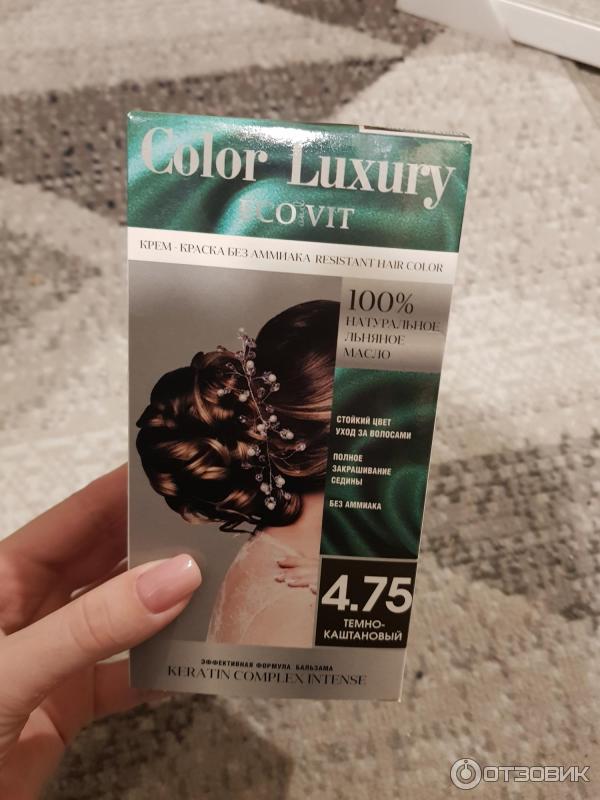 Color Luxury
ECO VIT
КРЕМ - КРАСКА БЕЗ АММИАКА RESISTANT HAIR COLOR
100%
НАТУРАЛЬНОЕ
ЛЬНЯНОЕ
МАСЛО
СТОЙКИЙ ЦВЕТ
УХОД ЗА ВОЛОСАМИ
ПОЛНОЕ
ЗАКРАШИВАНИЕ
СЕДИНЫ
БЕЗ АММИАКА
4.75
ТЕМНО-
КАШТАНОВЫЙ
ЭФФЕКТИВНАЯ ФОРМУЛА БАЛЬЗАМА
KERATIN COMPLEX INTENSE
ОТЗОВИК